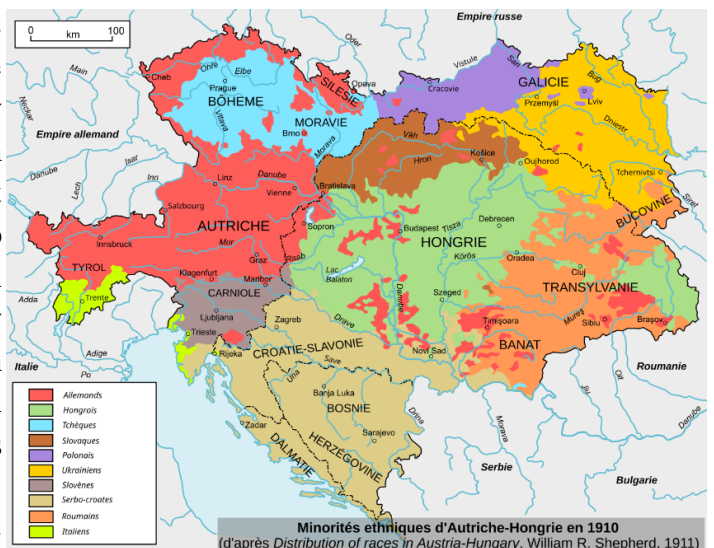 0 100
km
Empire russe
Oder
Vistule
San
Bug
Dniestr
Main
Neckar
Cheb
Ohře
Elbe
Prague
BÔHEME
Vltava
SILESIE
Opava
MORAVIE
Brno
Morava
Cracovie
GALICIE
Przemyśl
Lviv
Empire allemand
Danube
Lech
Isar
Inn
Linz
Danube
Vienne
Bratislava
Váh
Hron
Košice
Oujhorod
Tchernivtsi
Siret
BUCOVINE
Salzbourg
Innsbruck
AUTRICHE
Mur
Graz
Raab
Sopron
Budapest
Tisza
Debrecen
HONGRIE
Körös
Oradea
Cluj
TRANSYLVANIE
TYROL
Adda
Trente
Adige
Klagenfurt
Maribor
CARNIOLE
Ljubljana
Trieste
Rijeka
Lac
Balaton
Danube
Szeged
Timișoara
Mureș
Sibiu
Brașov
Zagreb
Drave
CROATIE-SLAVONIE
Save
Novi Sad
BANAT
Italie
Po
Una
Banja Luka
BOSNIE
Drina
Sarajevo
HERZÉGOVINE
Zadar
DALMATIE
Morava
Serbie
Jiu
Olt
Roumanie
Danube
Bulgarie
Allemands
Hongrois
Tchèques
Slovaques
Polonais
Ukrainiens
Slovènes
Serbo-croates
Roumains
Italiens
Minorités ethniques d'Autriche-Hongrie en 1910
(d'après Distribution of races in Austria-Hungary, William R. Shepherd, 1911)